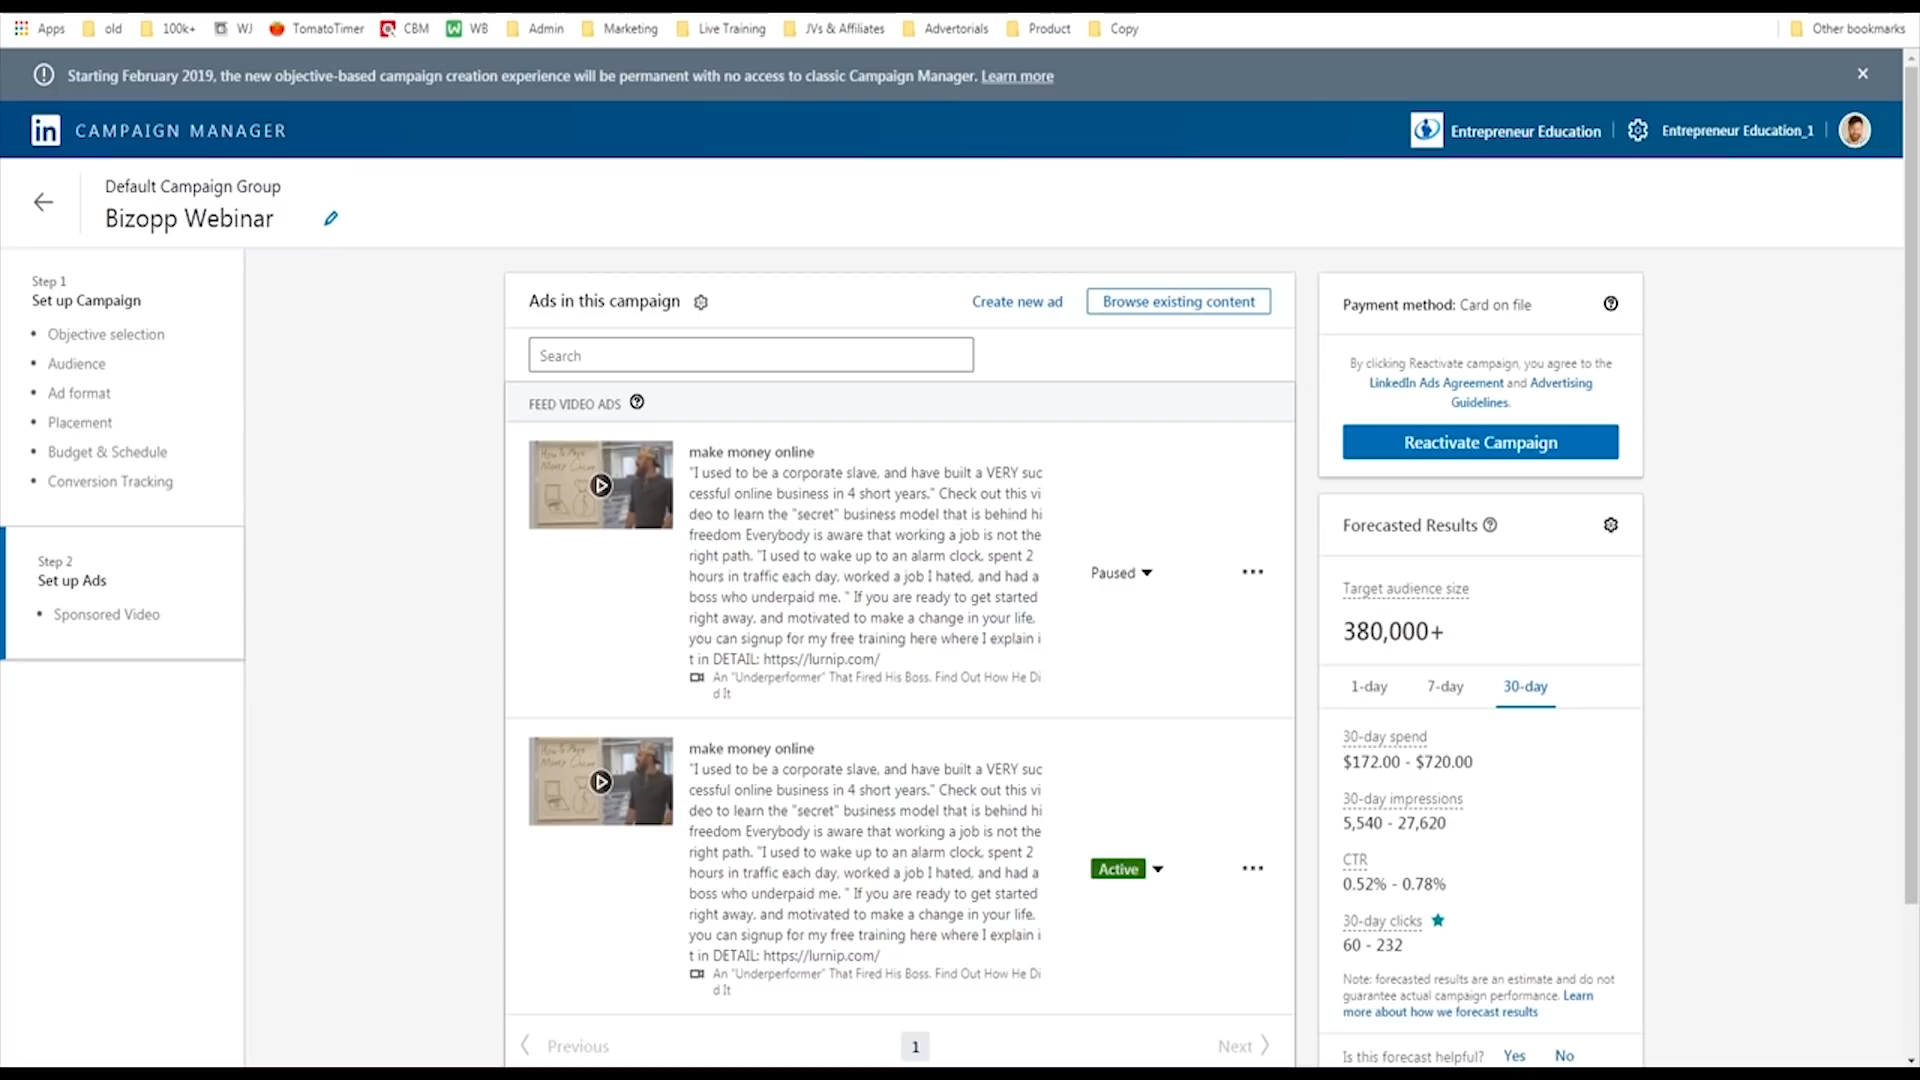 Apps old 100k+ WJ TomatoTimer CBM WB Admin Marketing Live Training JVs & Affiliates Advertorials Product Copy Other bookmarks
Starting February 2019, the new objective-based campaign creation experience will be permanent with no access to classic Campaign Manager. Learn more
in CAMPAIGN MANAGER
Entrepreneur Education
Entrepreneur Education_1
Default Campaign Group
Bizopp Webinar
Step 1
Set up Campaign
Objective selection
Audience
Ad format
Placement
Budget & Schedule
Conversion Tracking
Step 2
Set up Ads
Sponsored Video
Ads in this campaign
Create new ad
Browse existing content
Search
FEED VIDEO ADS
make money online
"I used to be a corporate slave, and have built a VERY suc
cessful online business in 4 short years." Check out this vi
deo to learn the "secret" business model that is behind hi
freedom Everybody is aware that working a job is not the
right path. "I used to wake up to an alarm clock, spent 2
hours in traffic each day, worked a job I hated, and had a
boss who underpaid me. " If you are ready to get started
right away, and motivated to make a change in your life,
you can signup for my free training here where I explain i
t in DETAIL: https://lurnip.com/
An "Underperformer" That Fired His Boss. Find Out How He Di
d It
Paused
make money online
"I used to be a corporate slave, and have built a VERY suc
cessful online business in 4 short years." Check out this vi
deo to learn the "secret" business model that is behind hi
freedom Everybody is aware that working a job is not the
right path. "I used to wake up to an alarm clock, spent 2
hours in traffic each day, worked a job I hated, and had a
boss who underpaid me. " If you are ready to get started
right away, and motivated to make a change in your life,
you can signup for my free training here where I explain i
t in DETAIL: https://lurnip.com/
An "Underperformer" That Fired His Boss. Find Out How He Di
d It
Active
Previous
1
Next
Payment method: Card on file
By clicking Reactivate campaign, you agree to the
LinkedIn Ads Agreement and Advertising
Guidelines.
Reactivate Campaign
Forecasted Results
Target audience size
380,000+
1-day 7-day 30-day
30-day spend
$172.00 - $720.00
30-day impressions
5,540 - 27,620
CTR
0.52% - 0.78%
30-day clicks
60 - 232
Note: forecasted results are an estimate and do not
guarantee actual campaign performance. Learn
more about how we forecast results
Is this forecast helpful? Yes No